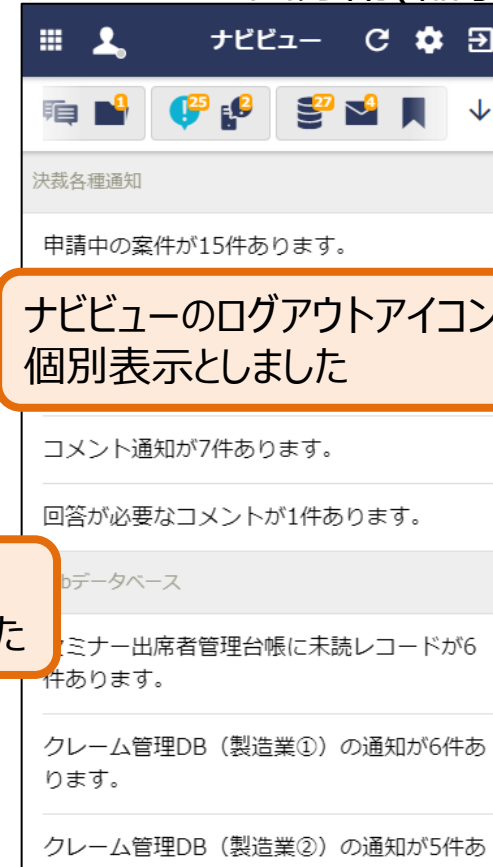 ナビビュー
1
25
2
27
4
決裁各種通知
申請中の案件が15件あります。
ナビビューのログアウトアイコン
個別表示としました
コメント通知が7件あります。
回答が必要なコメントが1件あります。
bデータベース
た
ミナー出席者管理台帳に未読レコードが6
件あります。
クレーム管理DB（製造業①）の通知が6件あ
ります。
クレーム管理DB（製造業②）の通知が5件あ